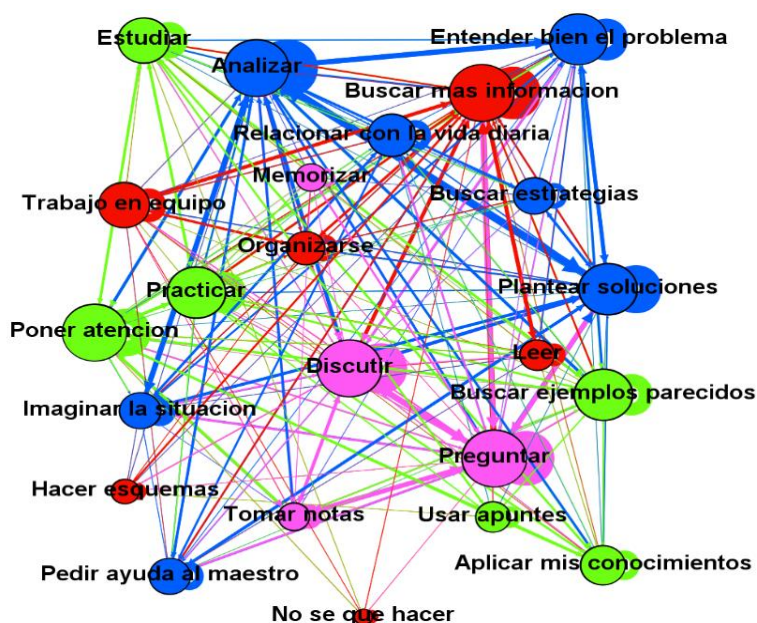 Estudiar
Entender bien el problema
Analizar
Buscar mas informacion
Relacionar con la vida diaria
Memorizar
Buscar estrategias
Trabajo en equipo
Organizarse
Practicar
Plantear soluciones
Poner atencion
Leer
Discutir
Buscar ejemplos parecidos
Imaginar la situacion
Preguntar
Hacer esquemas
Tomar notas
Usar apuntes
Aplicar mis conocimientos
Pedir ayuda al maestro
No se que hacer